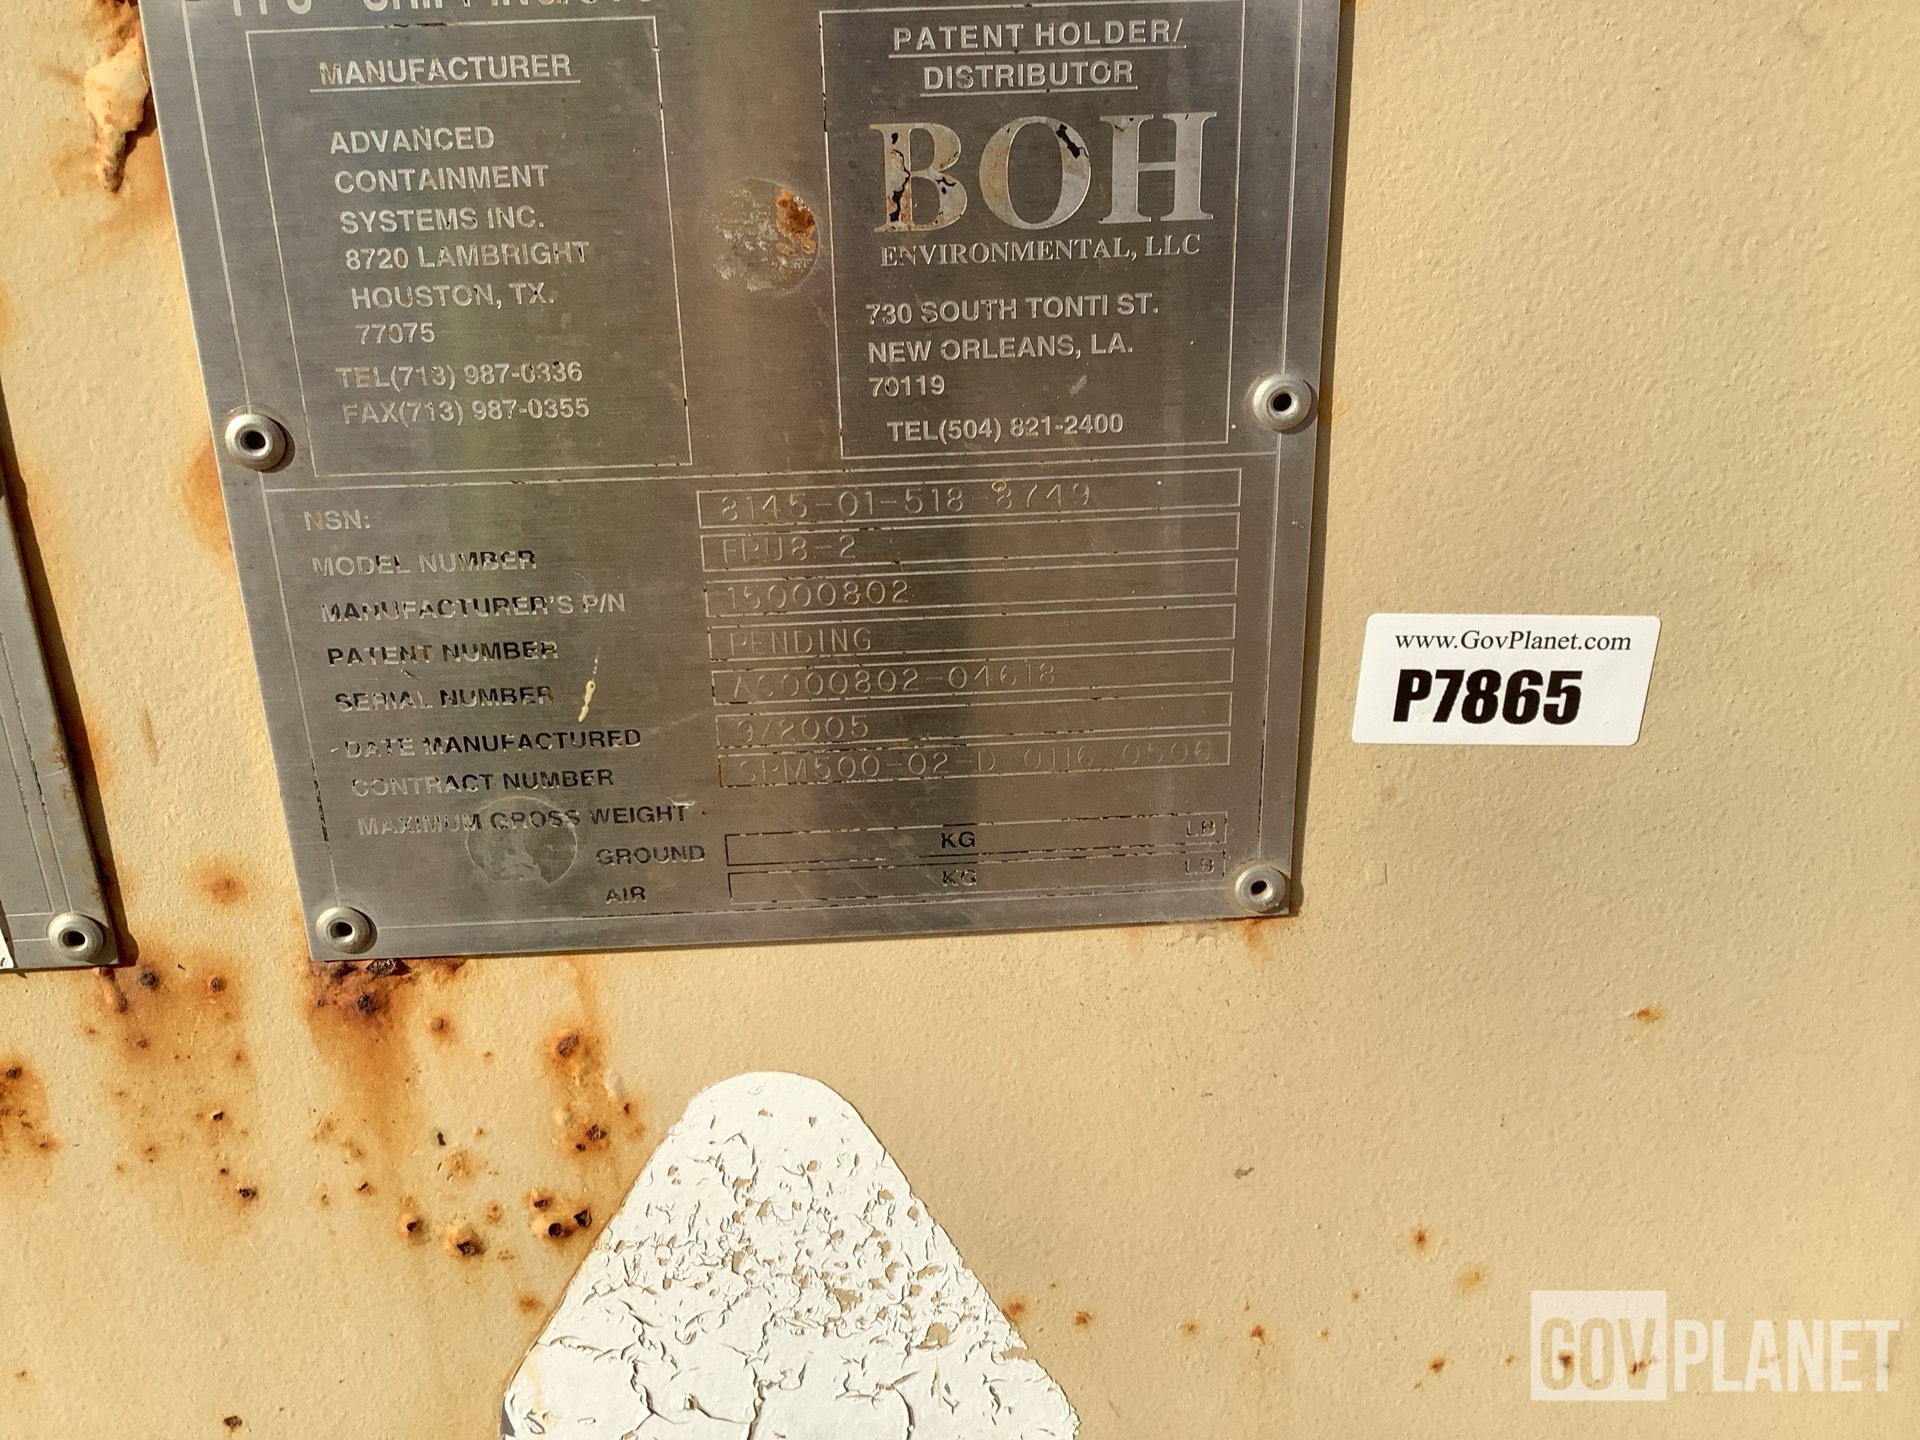 MANUFACTURER
ADVANCED
CONTAINMENT
SYSTEMS INC.
8720 LAMBRIGHT
HOUSTON, TX.
77075
TEL(713) 987-0336
FAX(713) 987-0355
PATENT HOLDER/
DISTRIBUTOR
BOH
ENVIRONMENTAL, LLC
730 SOUTH TONTI ST.
NEW ORLEANS, LA.
70119
TEL(504) 821-2400
NSN: 8145-01-518-8749
MODEL NUMBER FPU8-2
MANUFACTURER'S P/N 15000802
PATENT NUMBER PENDING
SERIAL NUMBER AC000802-04618
DATE MANUFACTURED 9/2005
CONTRACT NUMBER SPM500-02-D 0116 0506
MAXIMUM GROSS WEIGHT
GROUND KG LB
AIR KG LB
www.GovPlanet.com
P7865
GOVPLANET